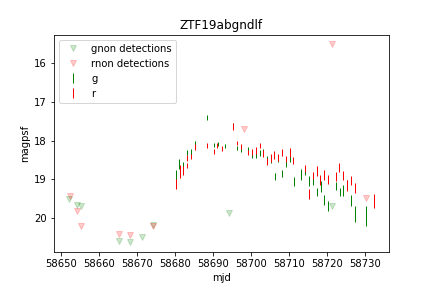 ZTF19abgndlf
gnon detections
rnon detections
g
r
16
17
18
19
20
magpsf
58650 58660 58670 58680 58690 58700 58710 58720 58730
mjd